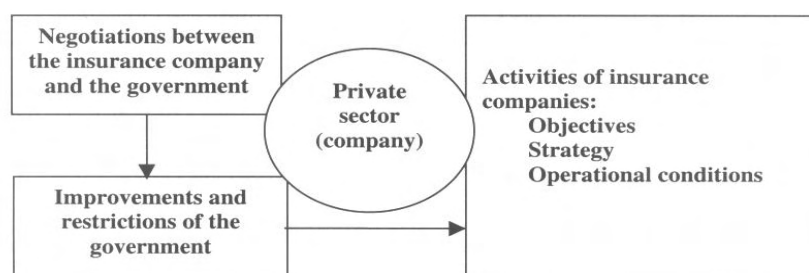 Negotiations between
the insurance company
and the government
Private
sector
(company)
Activities of insurance
companies:
Objectives
Strategy
Operational conditions
Improvements and
restrictions of the
government